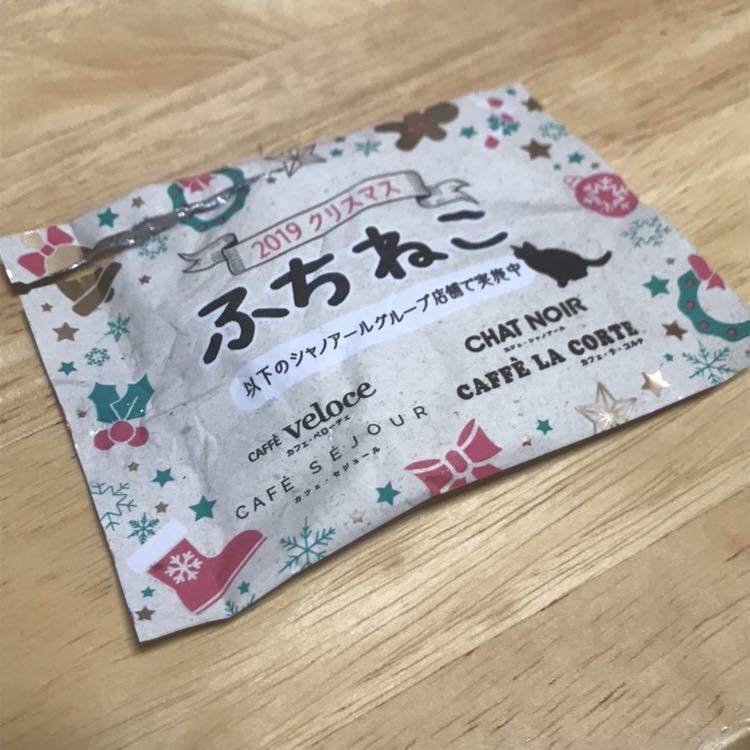 2019 クリスマス
ふちねこ
以下のシャノアールグループ店舗で実施中
CAFFÈ veloce
カフェ・ベローチェ
CHAT NOIR
カフェ・シャノアール
CAFÉ SÉJOUR
カフェ・セジュール
CAFFÈ LA CORTE
カフェ・ラ・コルテ